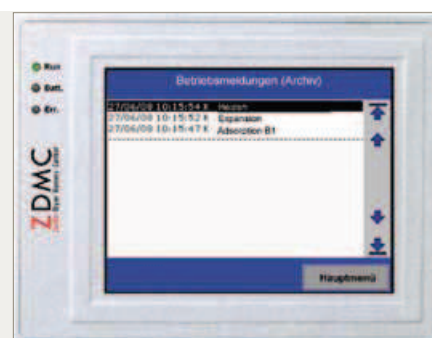 Run
Batt.
Err.
ZDMC
Betriebsmeldungen (Archiv)
27/06/08 10:15:54 K Heizen
27/06/08 10:15:52 K Expansion
27/06/08 10:15:47 K Adsorption B1
Hauptmenü